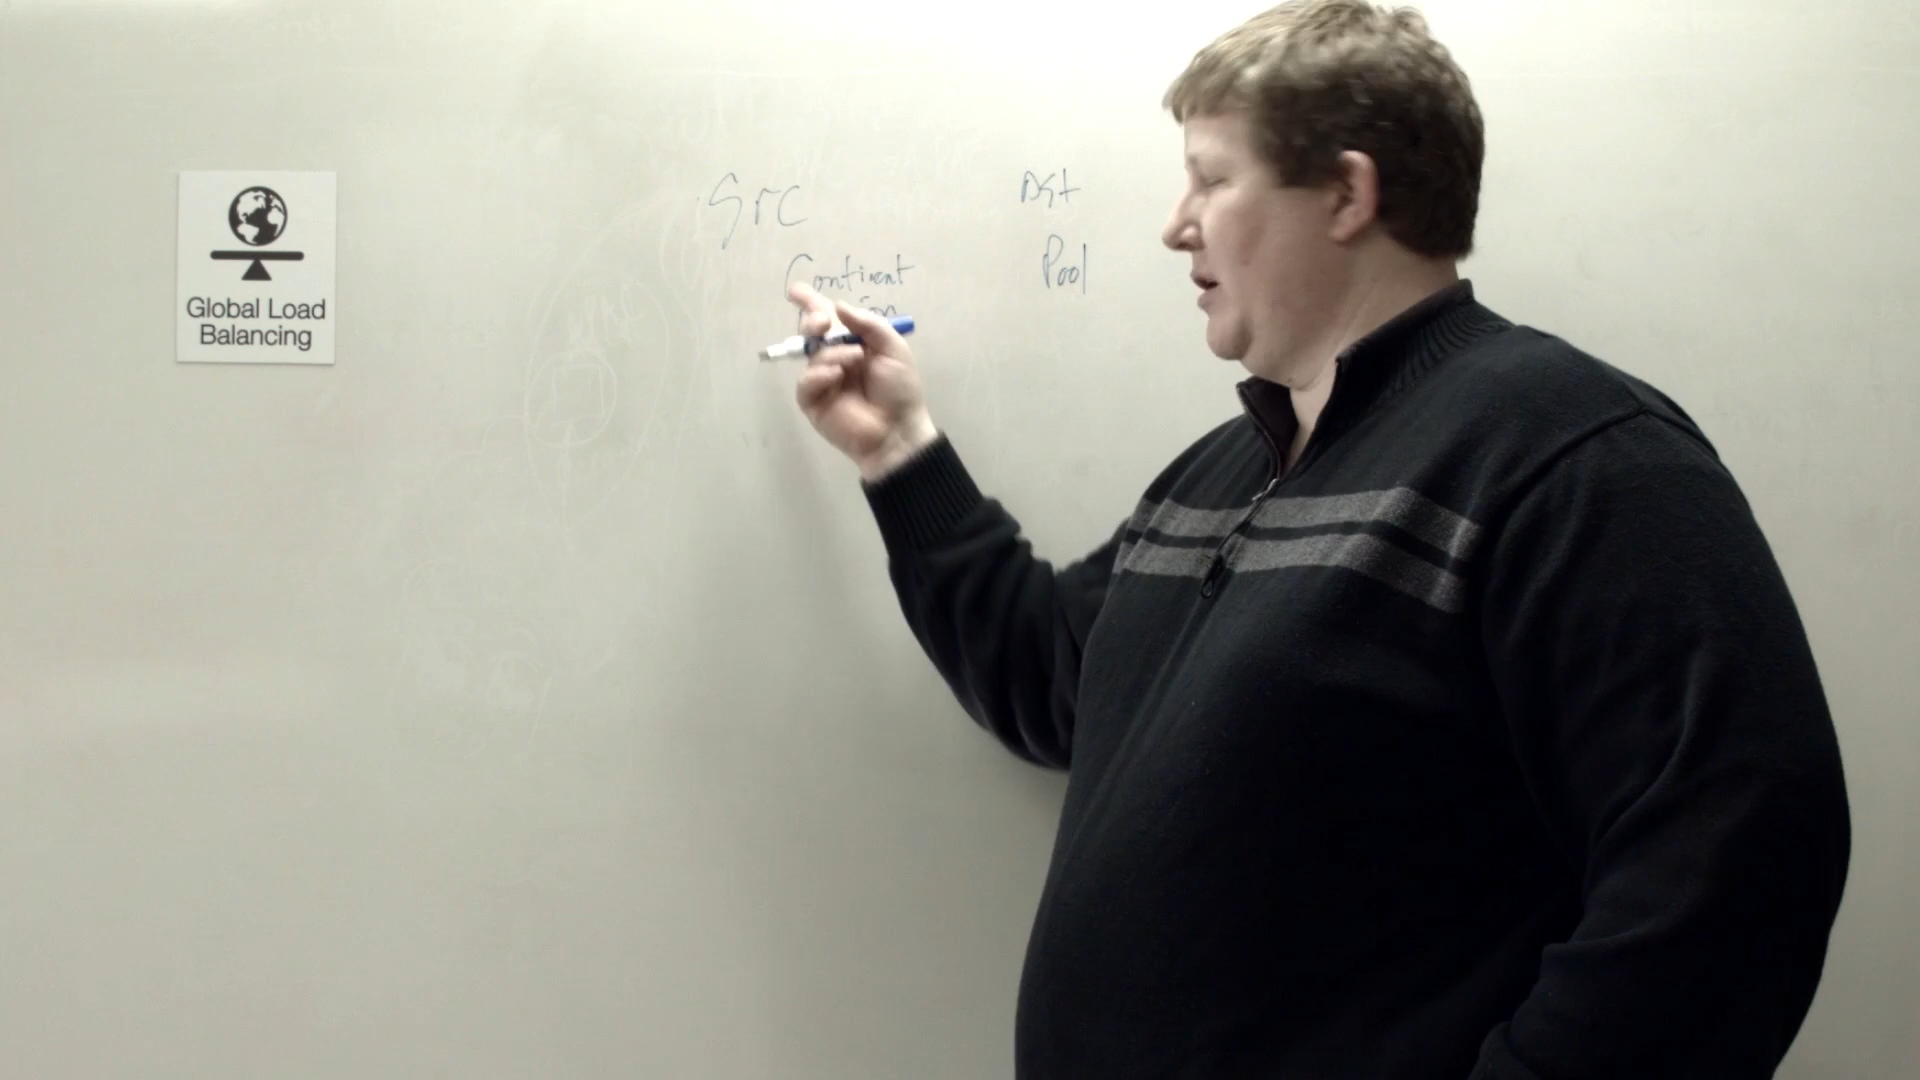 Global Load
Balancing
Src
Dst
Continent
Pool